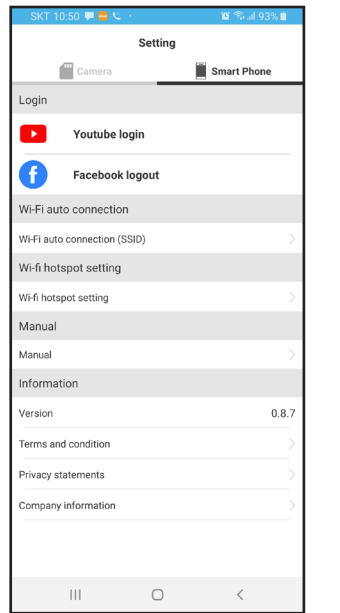 SKT 10:50 93%
Setting
Camera Smart Phone
Login
Youtube login
Facebook logout
Wi-Fi auto connection
Wi-Fi auto connection (SSID)
Wi-fi hotspot setting
Wi-fi hotspot setting
Manual
Manual
Information
Version 0.8.7
Terms and condition
Privacy statements
Company information